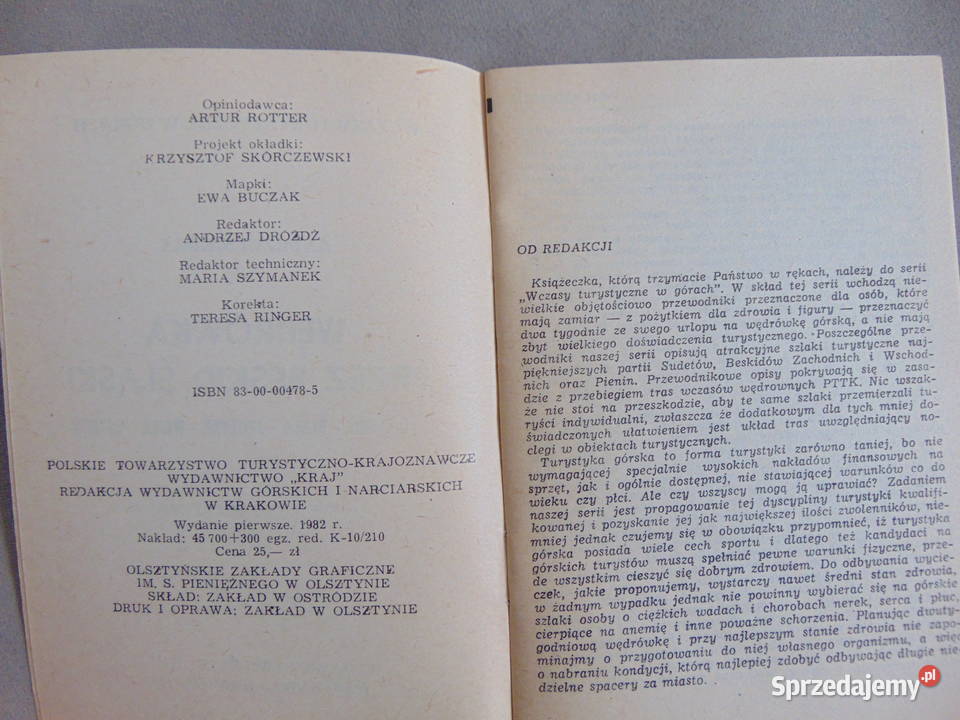 Opiniodawca:
ARTUR ROTTER
Projekt okładki:
KRZYSZTOF SKÓRCZEWSKI
Mapki:
EWA BUCZAK
Redaktor:
ANDRZEJ DROŻDŻ
Redaktor techniczny:
MARIA SZYMANEK
Korekta:
TERESA RINGER
ISBN 83-00-00478-5
POLSKIE TOWARZYSTWO TURYSTYCZNO-KRAJOZNAWCZE
WYDAWNICTWO „KRAJ”
REDAKCJA WYDAWNICTW GÓRSKICH I NARCIARSKICH
W KRAKOWIE
Wydanie pierwsze. 1982 r.
Nakład: 45 700+300 egz. red. K-10/210
Cena 25,— zł
OLSZTYŃSKIE ZAKŁADY GRAFICZNE
IM. S. PIENIĘŻNEGO W OLSZTYNIE
SKŁAD: ZAKŁAD W OSTRÓDZIE
DRUK I OPRAWA: ZAKŁAD W OLSZTYNIE
OD REDAKCJI
Książeczka, którą trzymacie Państwo w rękach, należy do serii
„Wczasy turystyczne w górach”. W skład tej serii wchodzą nie-
wielkie objętościowo przewodniki przeznaczone dla osób, które
mają zamiar — z pożytkiem dla zdrowia i figury — przeznaczyć
dwa tygodnie ze swego urlopu na wędrówkę górską, a nie mają
zbyt wielkiego doświadczenia turystycznego. Poszczególne prze-
wodniki naszej serii opisują atrakcyjne szlaki turystyczne naj-
piękniejszych partii Sudetów, Beskidów Zachodnich i Wschod-
nich oraz Pienin. Przewodnikowe opisy pokrywają się w zasa-
dzie z przebiegiem tras wczasów wędrownych PTTK. Nic wszak-
że nie stoi na przeszkodzie, aby te same szlaki przemierzali tu-
ryści indywidualni, zwłaszcza że dodatkowym dla tych mniej do-
świadczonych ułatwieniem jest układ tras uwzględniający no-
clegi w obiektach turystycznych.
Turystyka górska to forma turystyki zarówno taniej, bo nie
wymagającej specjalnie wysokich nakładów finansowych na
sprzęt, jak i ogólnie dostępnej, nie stawiającej warunków co do
wieku czy płci. Ale czy wszyscy mogą ją uprawiać? Zadaniem
naszej serii jest propagowanie tej dyscypliny turystyki kwalifi-
kowanej i pozyskanie jej jak największej ilości zwolenników, nie-
mniej jednak czujemy się w obowiązku przypomnieć, iż turystyka
górska posiada wiele cech sportu i dlatego też kandydaci na
górskich turystów muszą spełniać pewne warunki fizyczne, prze-
de wszystkim cieszyć się dobrym zdrowiem. Do odbywania wycie-
czek, jakie proponujemy, wystarczy nawet średni stan zdrowia,
w żadnym wypadku jednak nie powinny wybierać się na górskie
szlaki osoby o ciężkich wadach i chorobach nerek, serca i płuc,
cierpiące na anemię i inne poważne schorzenia. Planując dwuty-
godniową wędrówkę i przy najlepszym stanie zdrowia nie zapo-
minajmy o przygotowaniu do niej własnego organizmu, a więc
o nabraniu kondycji, którą najlepiej zdobyć odbywając długie nie-
dzielne spacery za miasto.
Sprzedajemy.pl